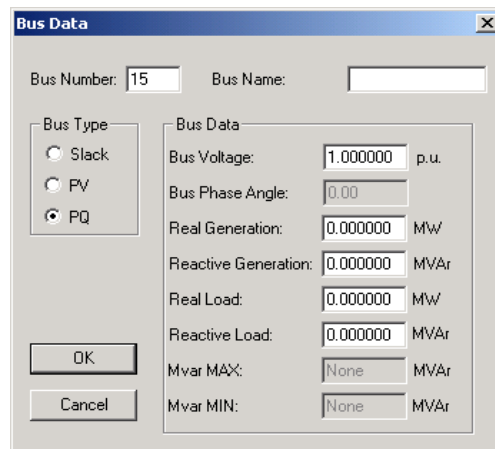 Bus Data
Bus Number: 15 Bus Name:
Bus Type
Slack
PV
PQ
Bus Data
Bus Voltage: 1.000000 p.u.
Bus Phase Angle: 0.00
Real Generation: 0.000000 MW
Reactive Generation: 0.000000 MVAr
Real Load: 0.000000 MW
Reactive Load: 0.000000 MVAr
Mvar MAX: None MVAr
Mvar MIN: None MVAr
OK
Cancel